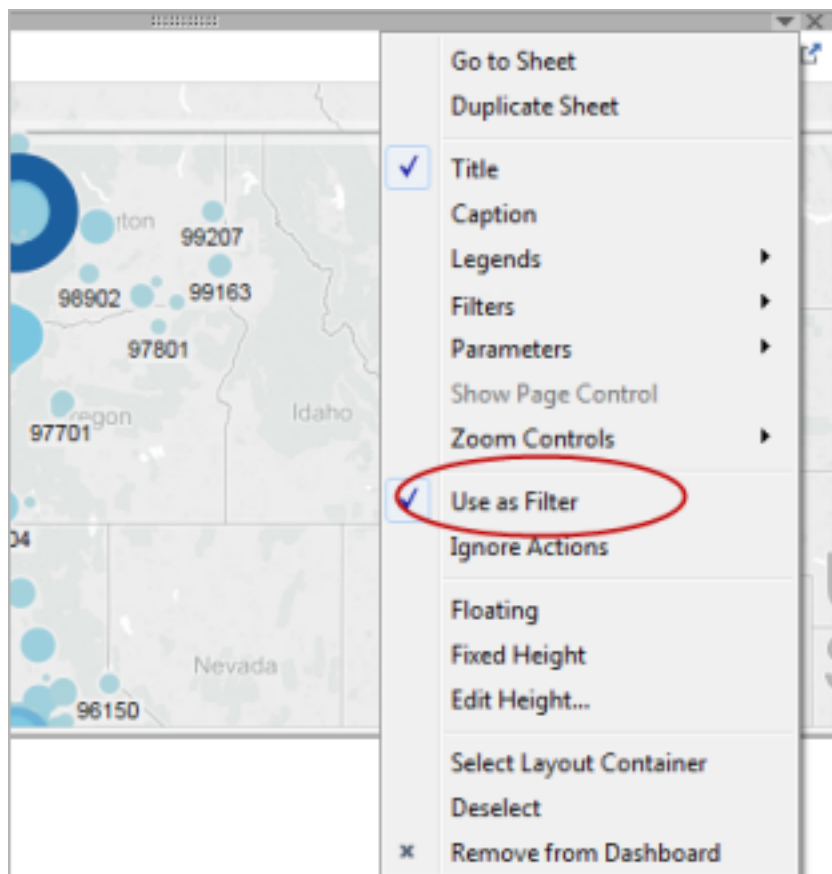 Go to Sheet
Duplicate Sheet
Title
Caption
Legends
Filters
Parameters
Show Page Control
Zoom Controls
Use as Filter
Ignore Actions
Floating
Fixed Height
Edit Height...
Select Layout Container
Deselect
Remove from Dashboard
ton
99207
98902
99163
97801
regon
97701
Idaho
04
Nevada
96150